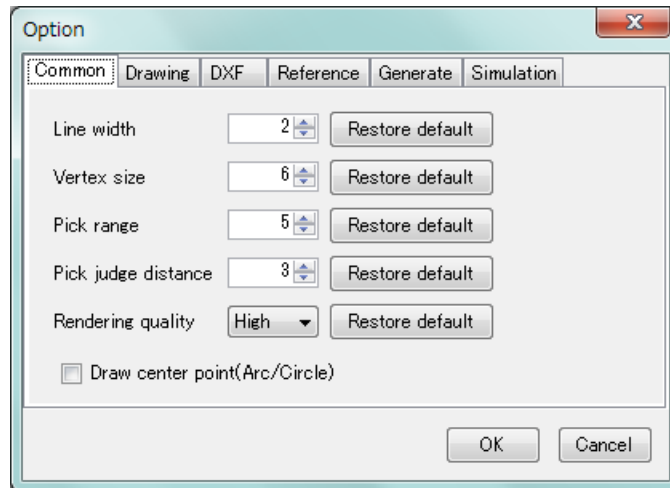 Option
Common Drawing DXF Reference Generate Simulation
Line width 2 Restore default
Vertex size 6 Restore default
Pick range 5 Restore default
Pick judge distance 3 Restore default
Rendering quality High Restore default
Draw center point(Arc/Circle)
OK Cancel